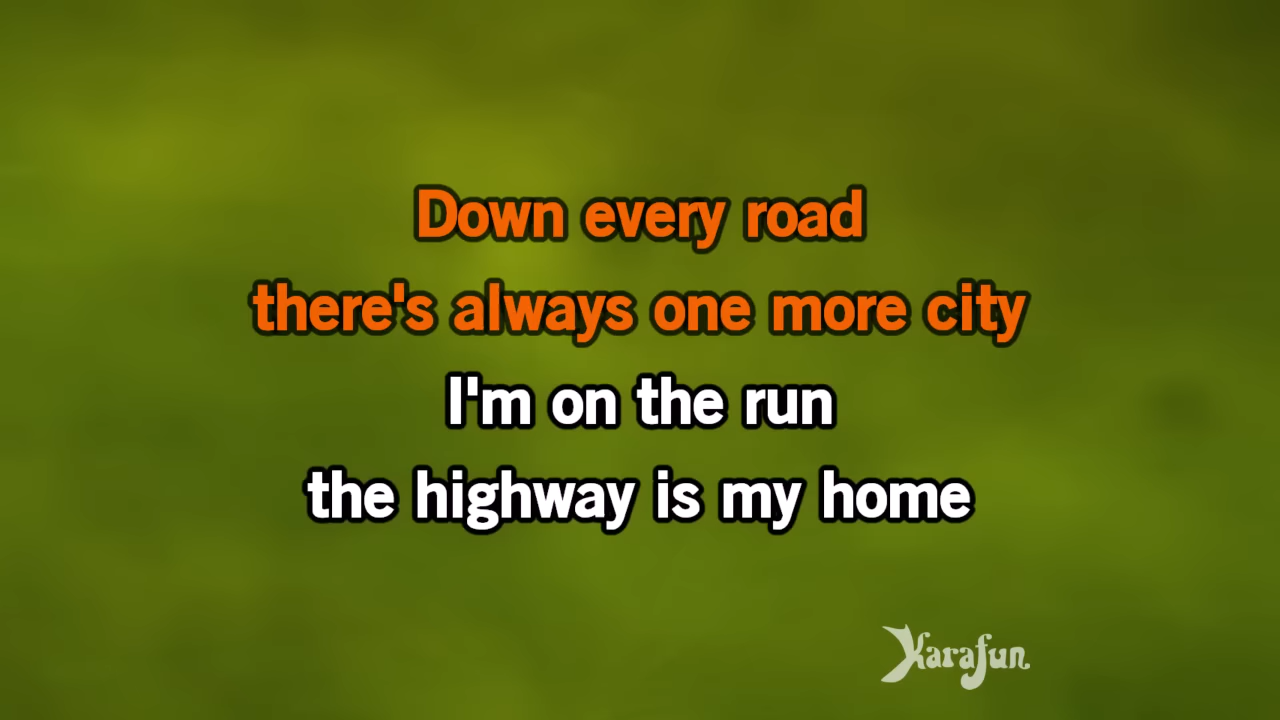 Down every road
there's always one more city
I'm on the run
the highway is my home
Karafun